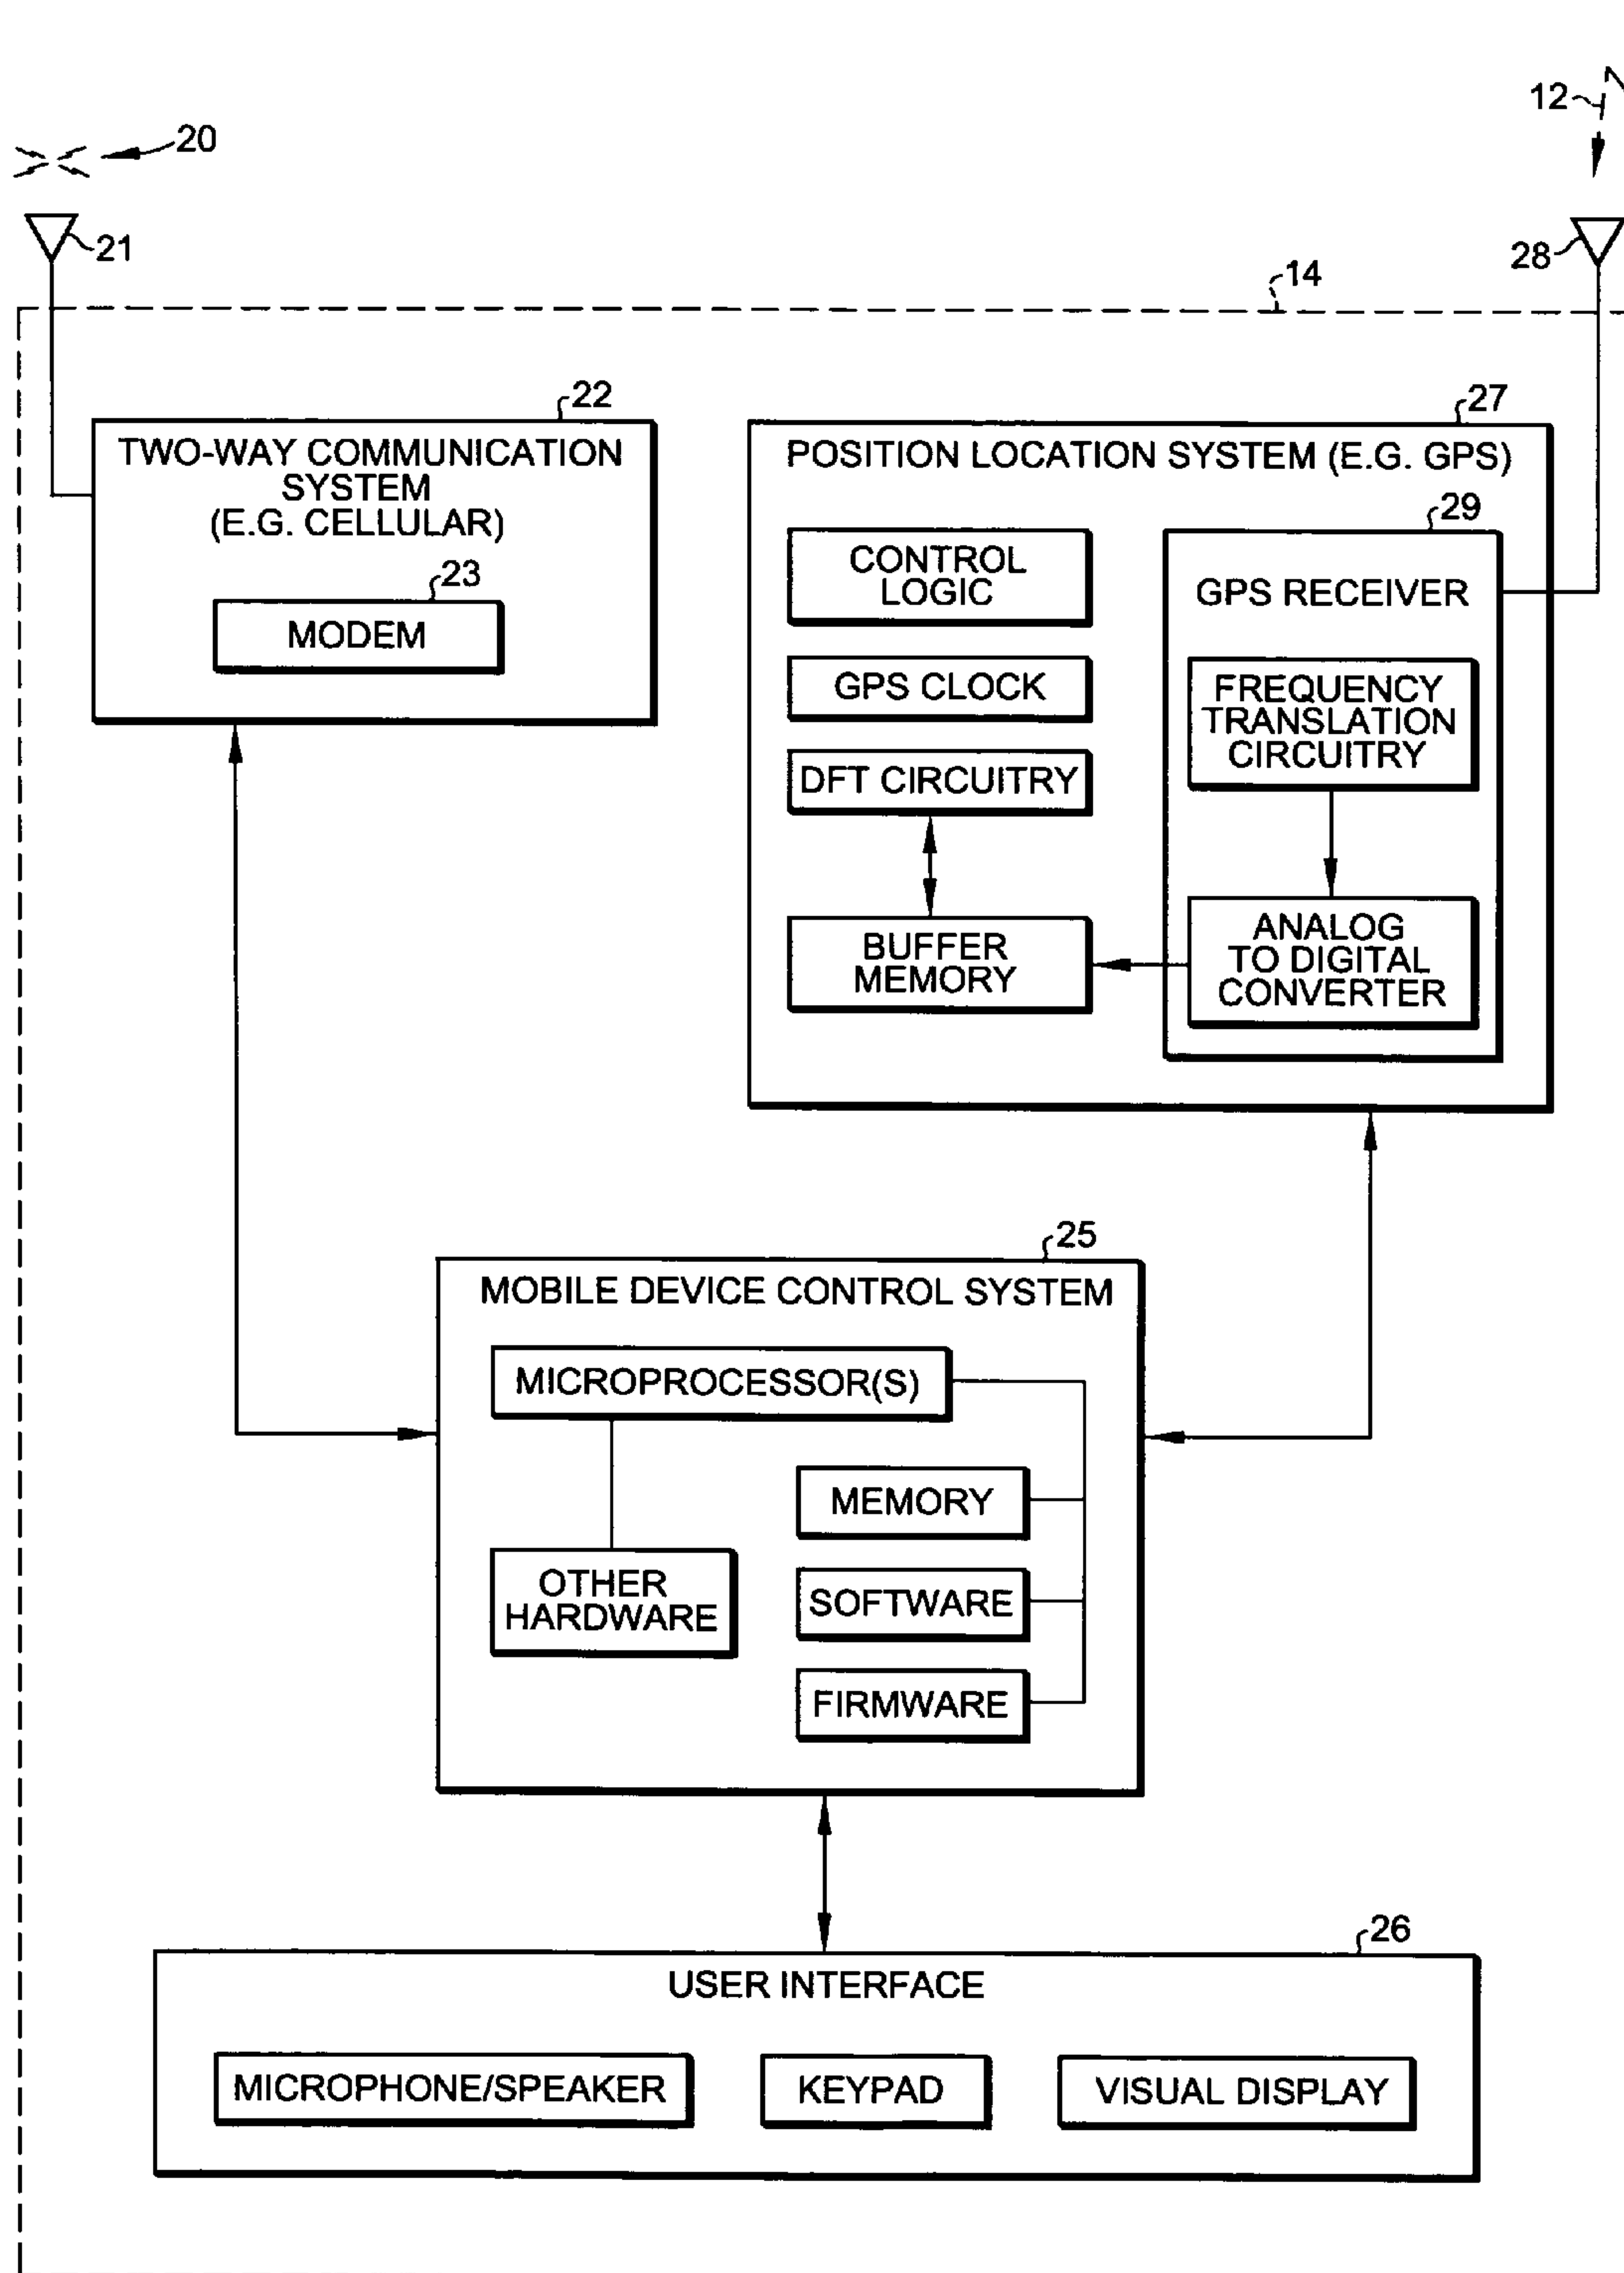 12
20
21
28
14
22
TWO-WAY COMMUNICATION
SYSTEM
(E.G. CELLULAR)
23
MODEM
27
POSITION LOCATION SYSTEM (E.G. GPS)
CONTROL
LOGIC
GPS CLOCK
DFT CIRCUITRY
BUFFER
MEMORY
29
GPS RECEIVER
FREQUENCY
TRANSLATION
CIRCUITRY
ANALOG
TO DIGITAL
CONVERTER
25
MOBILE DEVICE CONTROL SYSTEM
MICROPROCESSOR(S)
MEMORY
OTHER
HARDWARE
SOFTWARE
FIRMWARE
26
USER INTERFACE
MICROPHONE/SPEAKER
KEYPAD
VISUAL DISPLAY